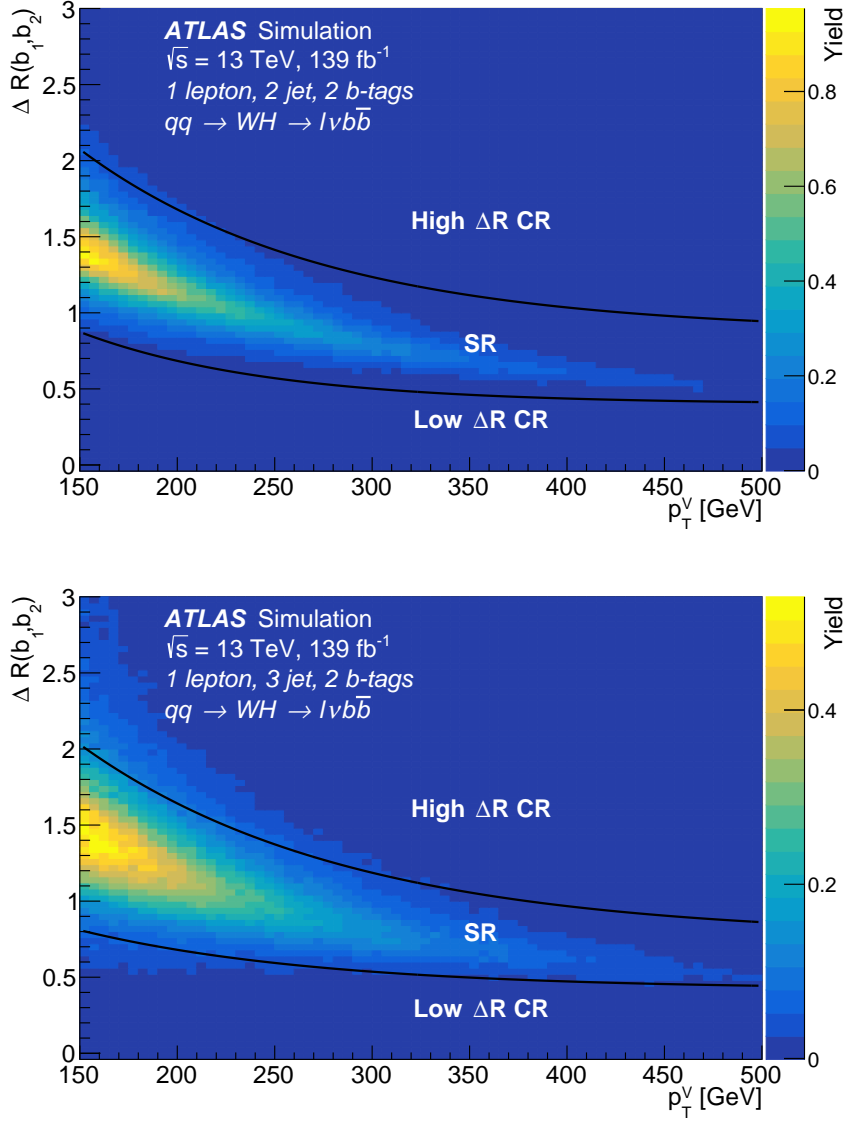 ATLAS Simulation
√s = 13 TeV, 139 fb⁻¹
1 lepton, 2 jet, 2 b-tags
qq → WH → lνbb̅
High ΔR CR
SR
Low ΔR CR
Δ R(b₁,b₂)
3
2.5
2
1.5
1
0.5
0
150 200 250 300 350 400 450 500
p_T^V [GeV]
Yield
0.8
0.6
0.4
0.2
0
ATLAS Simulation
√s = 13 TeV, 139 fb⁻¹
1 lepton, 3 jet, 2 b-tags
qq → WH → lνbb̅
High ΔR CR
SR
Low ΔR CR
Δ R(b₁,b₂)
3
2.5
2
1.5
1
0.5
0
150 200 250 300 350 400 450 500
p_T^V [GeV]
Yield
0.4
0.2
0